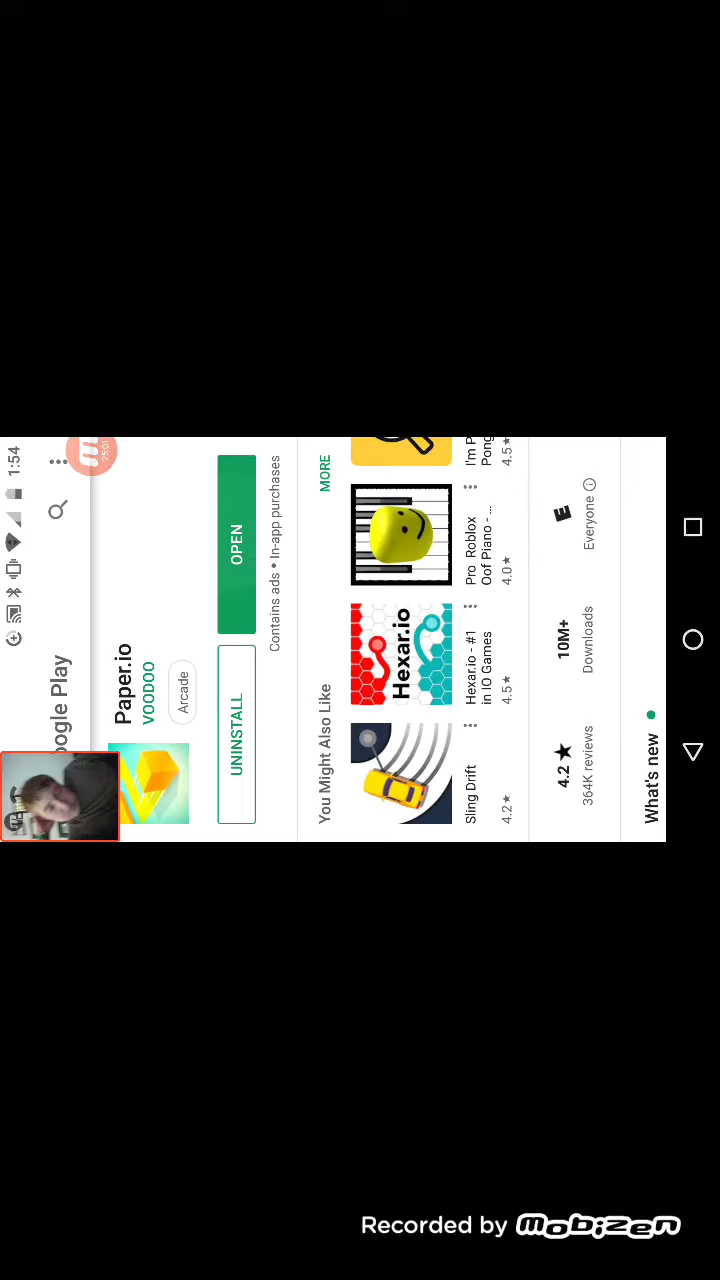 1:54
oogle Play
25:01
Paper.io
VOODOO
Arcade
UNINSTALL
OPEN
Contains ads • In-app purchases
You Might Also Like
MORE
Hexar.io
Sling Drift
4.2★
Hexar.io - #1
in IO Games
4.5★
Pro Roblox
Oof Piano - ...
4.0★
I'm P
Pong
4.5★
4.2 ★
364K reviews
10M+
Downloads
E
Everyone
What's new
Recorded by mobizen